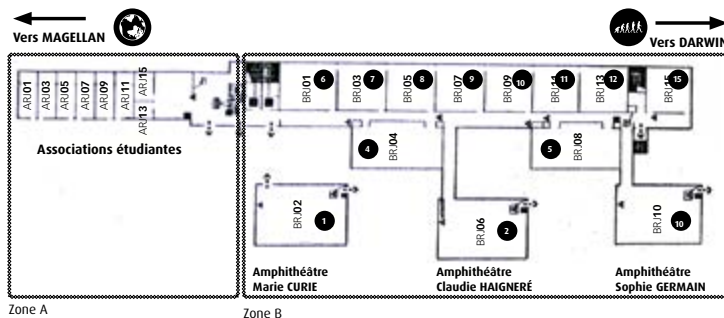 Vers MAGELLAN
Vers DARWIN
ARJ01
ARJ03
ARJ05
ARJ07
ARJ09
ARJ11
ARJ13
ARJ15
BRJ01
6
BRJ03
7
BRJ05
8
BRJ07
9
BRJ09
10
BRJ11
11
BRJ13
12
15
Associations étudiantes
4
BRJ04
5
BRJ08
BRJ02
1
BRJ06
2
BRJ10
10
Amphithéâtre
Marie CURIE
Amphithéâtre
Claudie HAIGNERÉ
Amphithéâtre
Sophie GERMAIN
Zone A
Zone B